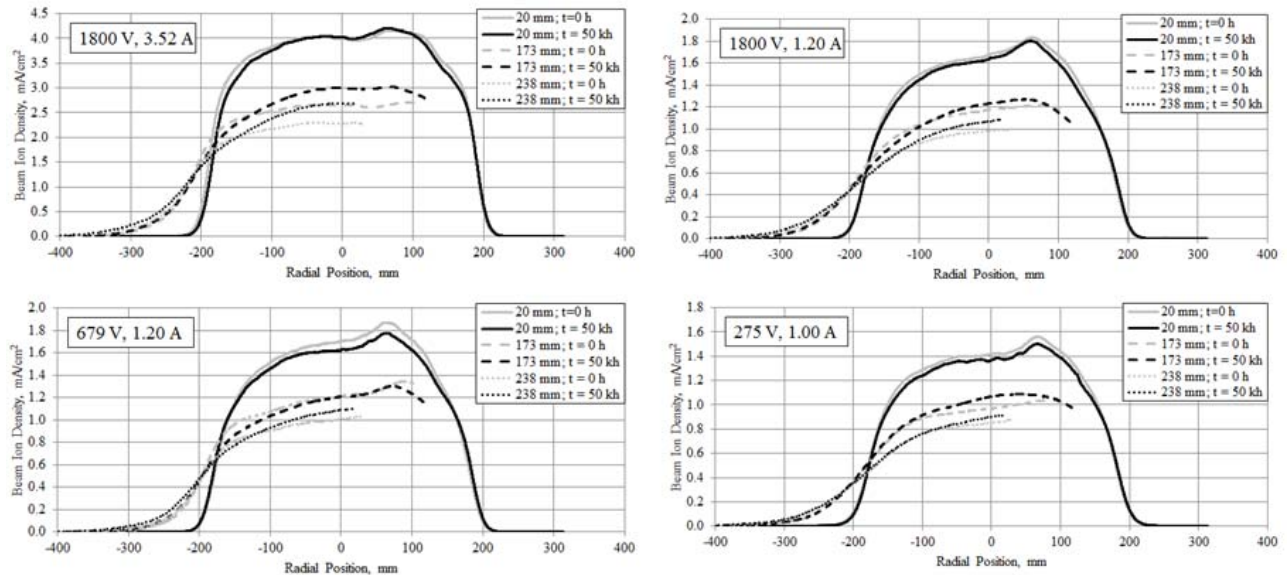 1800 V, 3.52 A
20 mm; t=0 h
20 mm; t = 50 kh
173 mm; t = 0 h
173 mm; t = 50 kh
238 mm; t = 0 h
238 mm; t = 50 kh
Beam Ion Density, mA/cm²
4.5
4.0
3.5
3.0
2.5
2.0
1.5
1.0
0.5
0.0
-400 -300 -200 -100 0 100 200 300 400
Radial Position, mm
1800 V, 1.20 A
20 mm; t=0 h
20 mm; t = 50 kh
173 mm; t = 0 h
173 mm; t = 50 kh
238 mm; t = 0 h
238 mm; t = 50 kh
Beam Ion Density, mA/cm²
2.0
1.8
1.6
1.4
1.2
1.0
0.8
0.6
0.4
0.2
0.0
-400 -300 -200 -100 0 100 200 300 400
Radial Position, mm
679 V, 1.20 A
20 mm; t=0 h
20 mm; t = 50 kh
173 mm; t = 0 h
173 mm; t = 50 kh
238 mm; t = 0 h
238 mm; t = 50 kh
Beam Ion Density, mA/cm²
2.0
1.8
1.6
1.4
1.2
1.0
0.8
0.6
0.4
0.2
0.0
-400 -300 -200 -100 0 100 200 300 400
Radial Position, mm
275 V, 1.00 A
20 mm; t=0 h
20 mm; t = 50 kh
173 mm; t = 0 h
173 mm; t = 50 kh
238 mm; t = 0 h
238 mm; t = 50 kh
Beam Ion Density, mA/cm²
1.8
1.6
1.4
1.2
1.0
0.8
0.6
0.4
0.2
0.0
-400 -300 -200 -100 0 100 200 300 400
Radial Position, mm